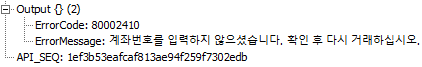 Output {} (2)
ErrorCode: 80002410
ErrorMessage: 계좌번호를 입력하지 않으셨습니다. 확인 후 다시 거래하십시오.
API_SEQ: 1ef3b53eafcaf813ae94f259f7302edb